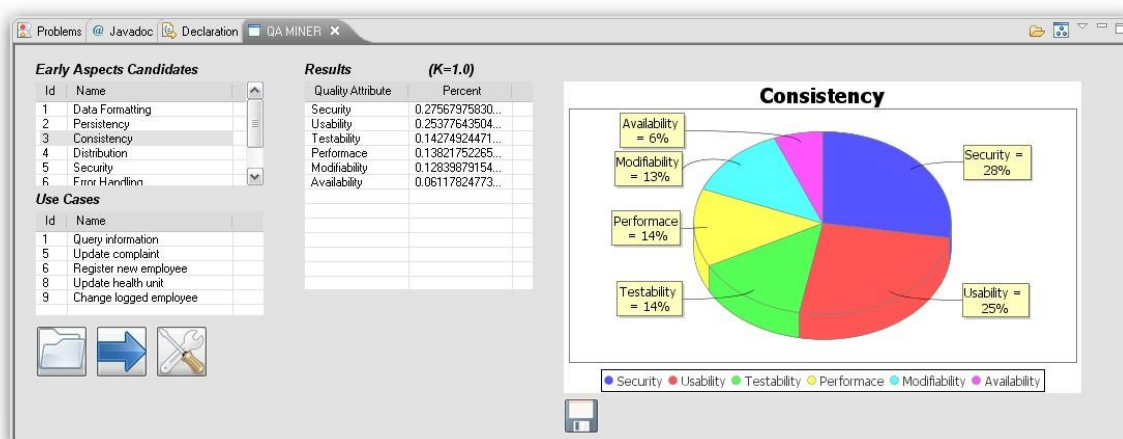 Problems @ Javadoc Declaration QA MINER
Early Aspects Candidates
Id Name
1 Data Formatting
2 Persistency
3 Consistency
4 Distribution
5 Security
6 Error Handling
Use Cases
Id Name
1 Query information
5 Update complaint
6 Register new employee
8 Update health unit
9 Change logged employee
Results (K=1.0)
Quality Attribute Percent
Security 0.27567975830...
Usability 0.25377643504...
Testability 0.14274924471...
Performace 0.13821752265...
Modifiability 0.12839879154...
Availability 0.06117824773...
Consistency
Availability
= 6%
Modifiability
= 13%
Performace
= 14%
Testability
= 14%
Security =
28%
Usability =
25%
Security Usability Testability Performace Modifiability Availability